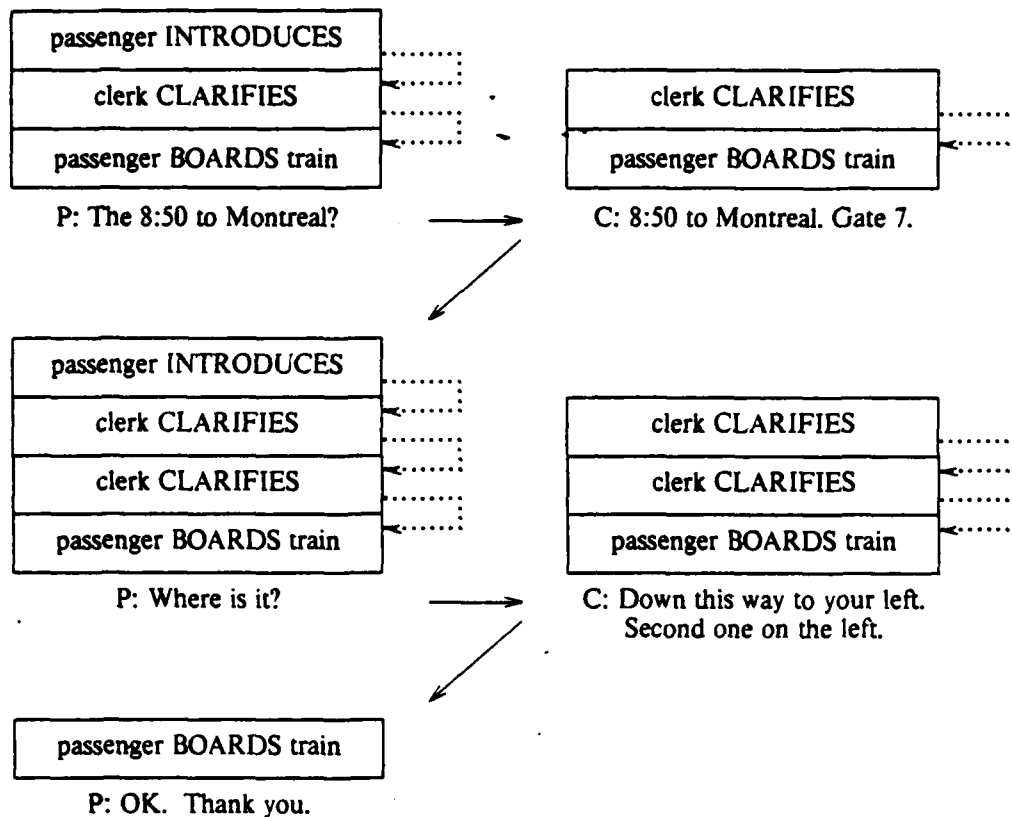 passenger INTRODUCES
clerk CLARIFIES
passenger BOARDS train
P: The 8:50 to Montreal?
clerk CLARIFIES
passenger BOARDS train
C: 8:50 to Montreal. Gate 7.
passenger INTRODUCES
clerk CLARIFIES
clerk CLARIFIES
passenger BOARDS train
P: Where is it?
clerk CLARIFIES
clerk CLARIFIES
passenger BOARDS train
C: Down this way to your left.
Second one on the left.
passenger BOARDS train
P: OK. Thank you.